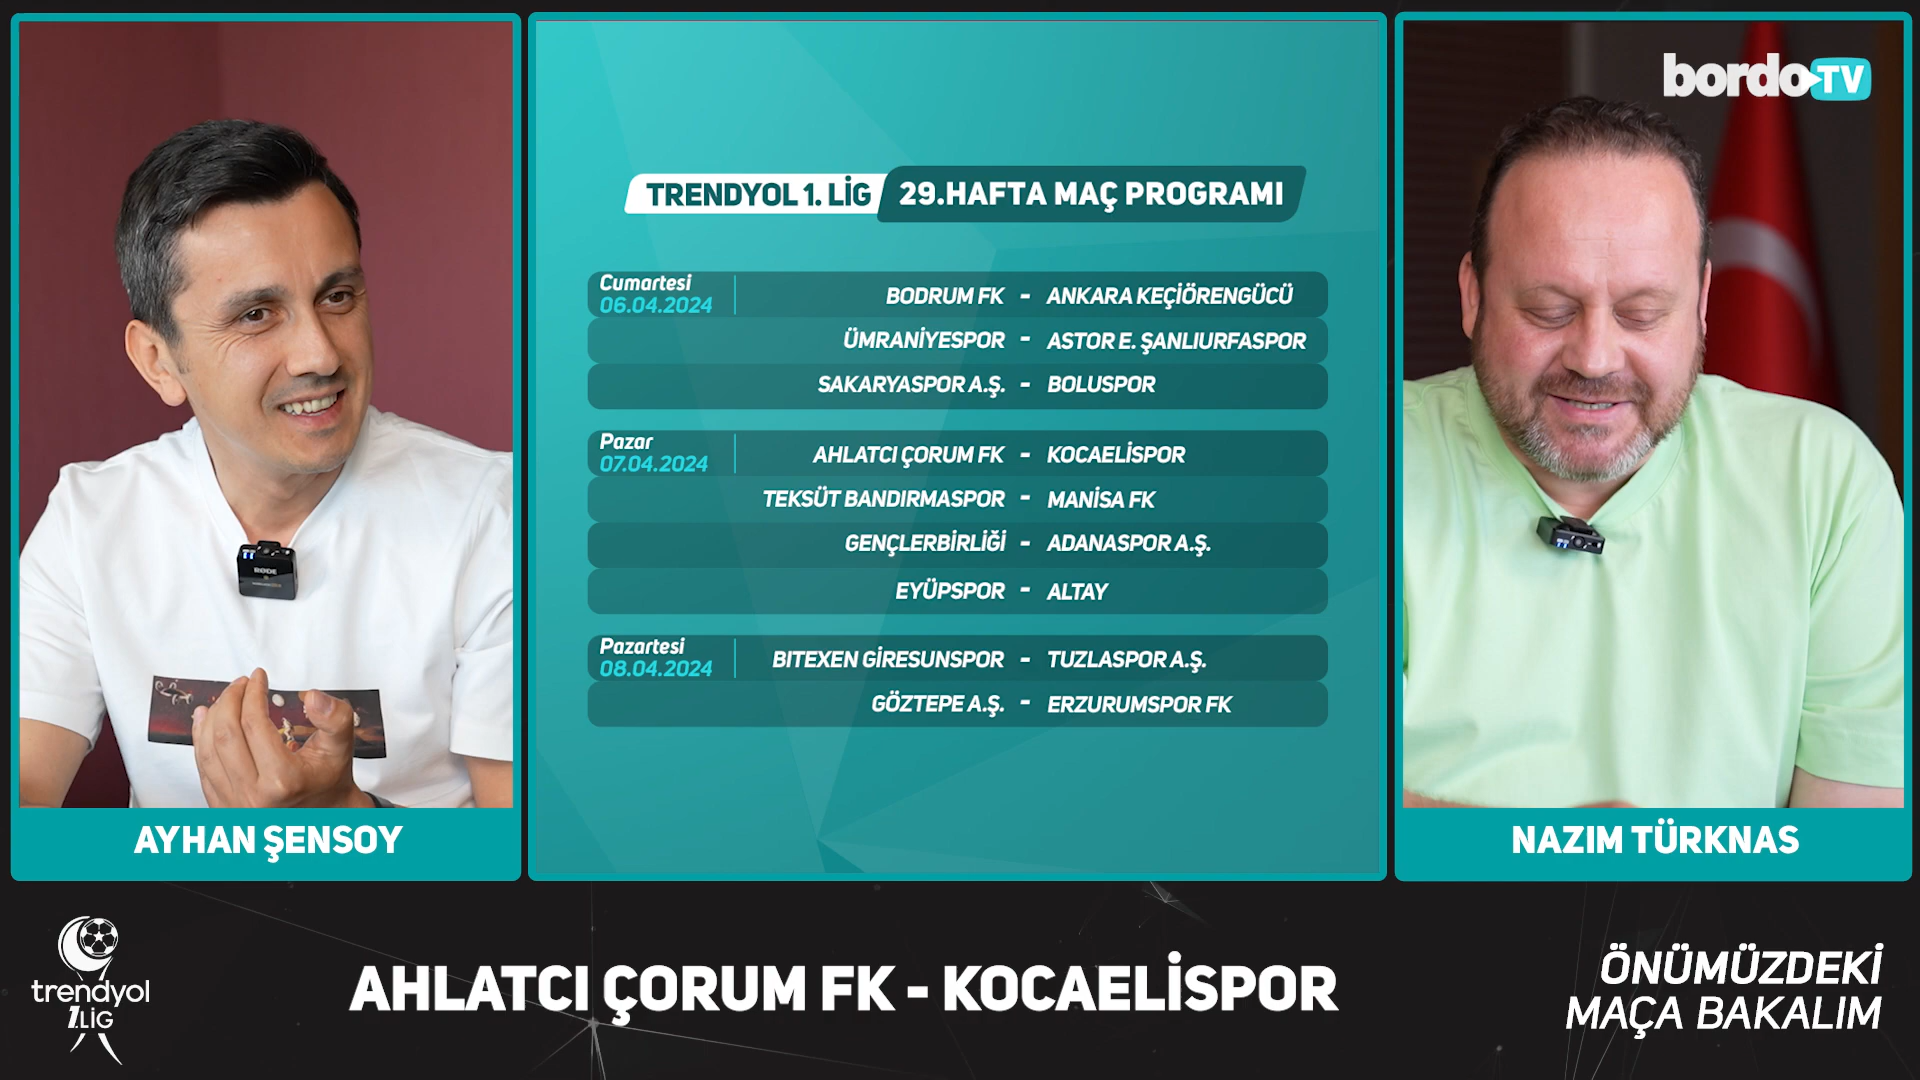 bordo TV
TRENDYOL 1. LİG 29.HAFTA MAÇ PROGRAMI
Cumartesi
06.04.2024
BODRUM FK - ANKARA KEÇİÖRENGÜCÜ
ÜMRANİYESPOR - ASTOR E. ŞANLIURFASPOR
SAKARYASPOR A.Ş. - BOLUSPOR
Pazar
07.04.2024
AHLATCI ÇORUM FK - KOCAELİSPOR
TEKSÜT BANDIRMASPOR - MANİSA FK
GENÇLERBİRLİĞİ - ADANASPOR A.Ş.
EYÜPSPOR - ALTAY
Pazartesi
08.04.2024
BITEXEN GİRESUNSPOR - TUZLASPOR A.Ş.
GÖZTEPE A.Ş. - ERZURUMSPOR FK
RØDE
AYHAN ŞENSOY
NAZIM TÜRKNAS
trendyol
1.LİG
AHLATCI ÇORUM FK - KOCAELİSPOR
ÖNÜMÜZDEKİ
MAÇA BAKALIM